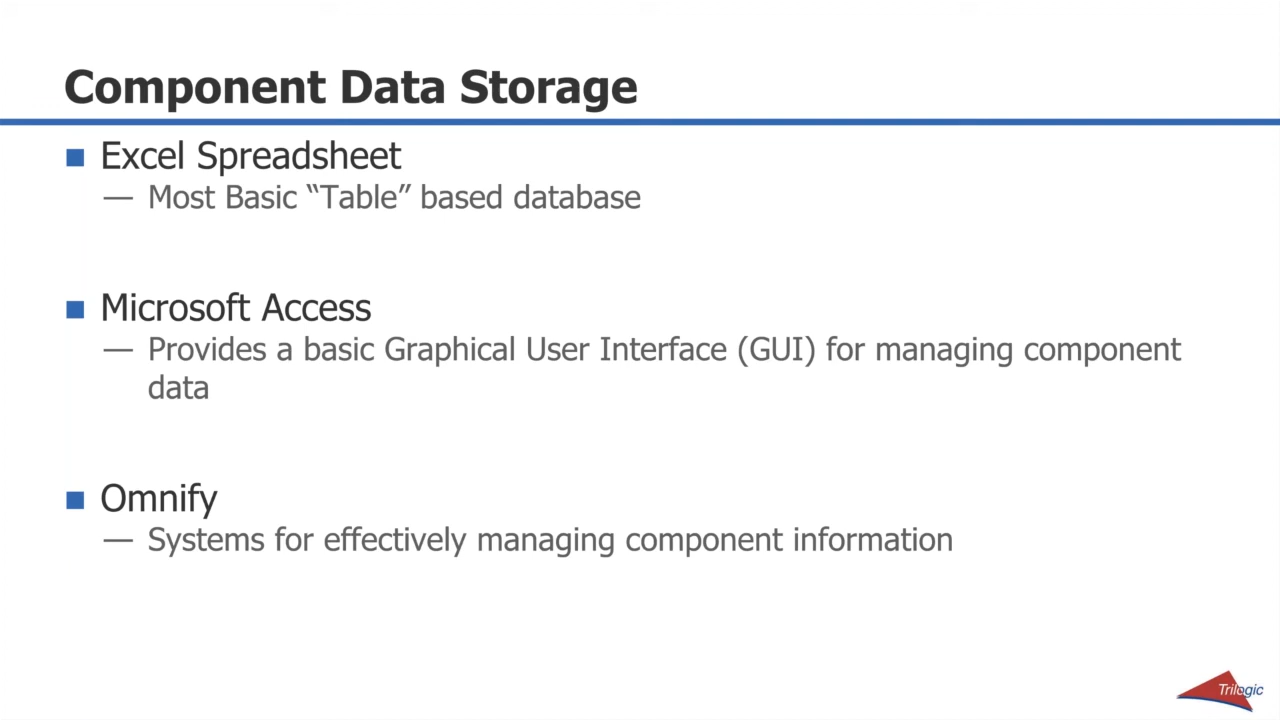 Component Data Storage
Excel Spreadsheet
— Most Basic “Table” based database
Microsoft Access
— Provides a basic Graphical User Interface (GUI) for managing component
data
Omnify
— Systems for effectively managing component information
Trilogic